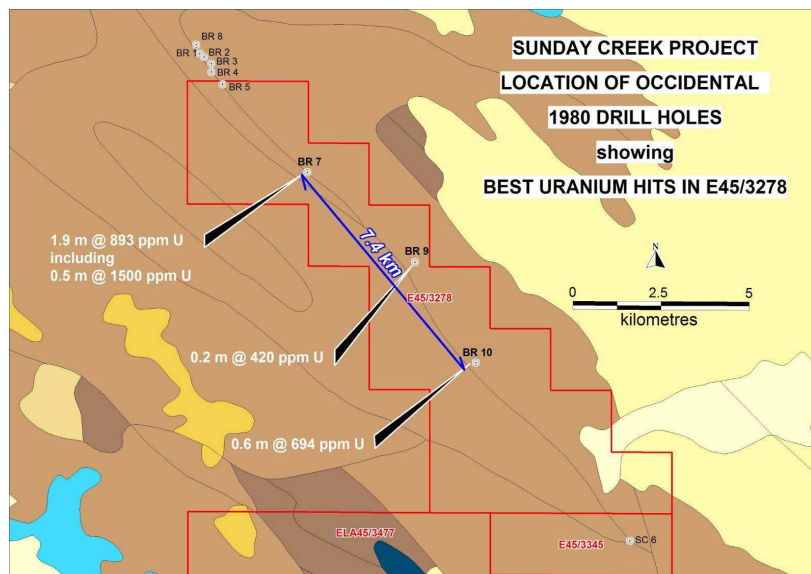 SUNDAY CREEK PROJECT
LOCATION OF OCCIDENTAL
1980 DRILL HOLES
showing
BEST URANIUM HITS IN E45/3278
BR 8
BR 1
BR 2
BR 3
BR 4
BR 5
BR 7
1.9 m @ 893 ppm U
including
0.5 m @ 1500 ppm U
7.4 km
BR 9
N
0 2.5 5
kilometres
E45/3278
0.2 m @ 420 ppm U
BR 10
0.6 m @ 694 ppm U
ELA45/3477
E45/3345
SC 6